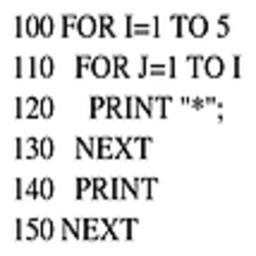 100 FOR I=1 TO 5
110   FOR J=1 TO I
120     PRINT "*";
130   NEXT
140   PRINT
150 NEXT